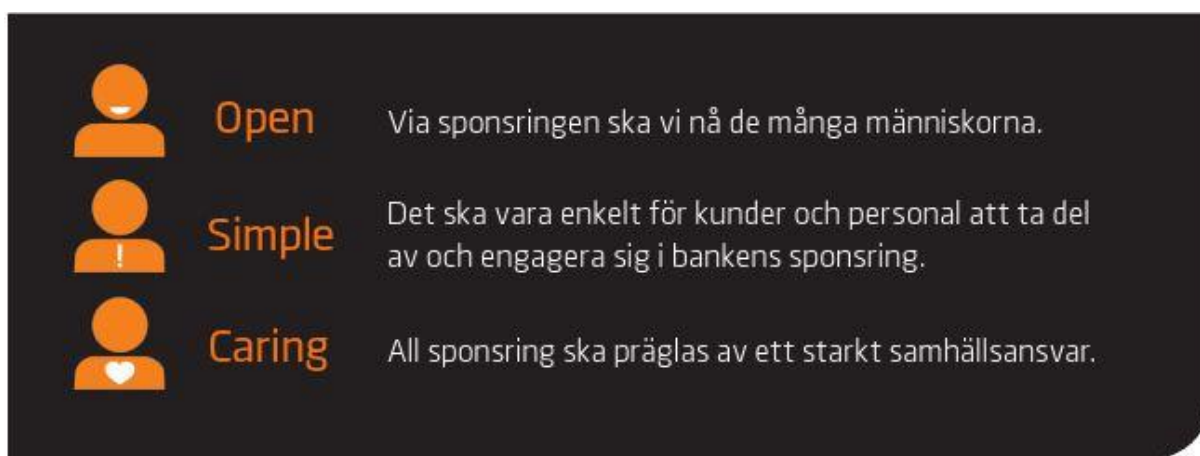 Open
Via sponsringen ska vi nå de många människorna.
Simple
Det ska vara enkelt för kunder och personal att ta del
av och engagera sig i bankens sponsring.
Caring
All sponsring ska präglas av ett starkt samhällsansvar.